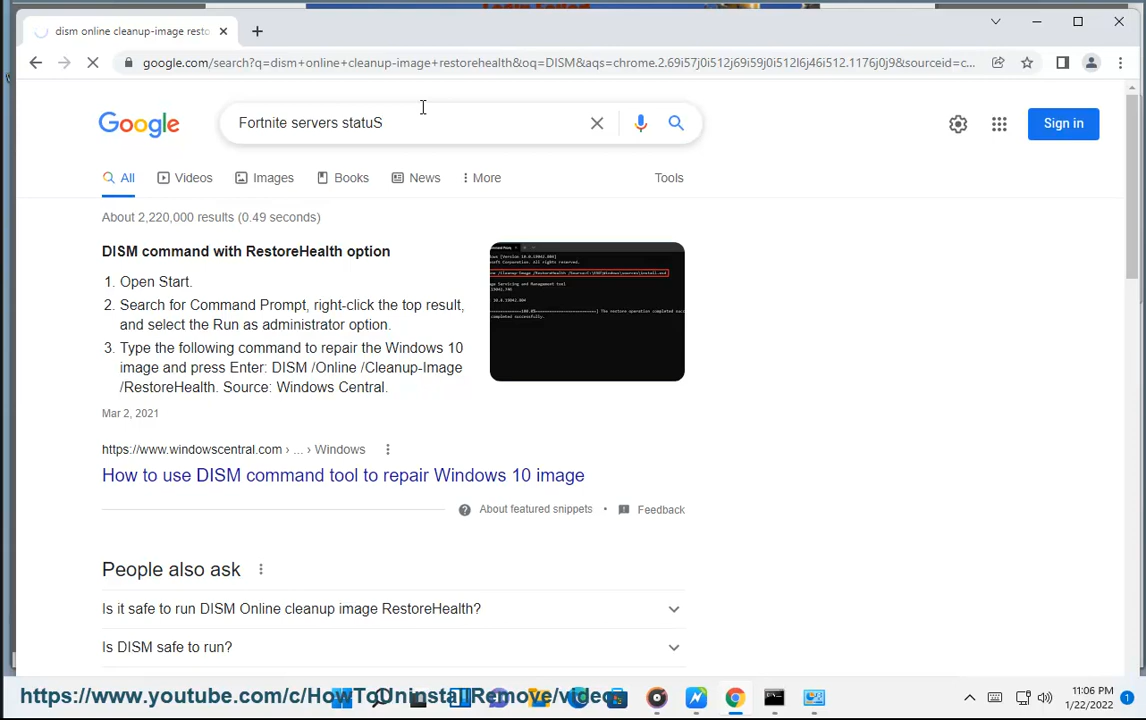 Login Failed
dism online cleanup-image resto
google.com/search?q=dism+online+cleanup-image+restorehealth&oq=DISM&aqs=chrome.2.69i57j0i512j69i59j0i512l6j46i512.1176j0j9&sourceid=c...
Google
Fortnite servers statuS
Sign in
All
Videos
Images
Books
News
More
Tools
About 2,220,000 results (0.49 seconds)
DISM command with RestoreHealth option
1. Open Start.
2. Search for Command Prompt, right-click the top result,
and select the Run as administrator option.
3. Type the following command to repair the Windows 10
image and press Enter: DISM /Online /Cleanup-Image
/RestoreHealth. Source: Windows Central.
Mar 2, 2021
https://www.windowscentral.com › ... › Windows
How to use DISM command tool to repair Windows 10 image
About featured snippets
•
Feedback
People also ask
Is it safe to run DISM Online cleanup image RestoreHealth?
Is DISM safe to run?
https://www.youtube.com/c/HowToUninstallRemove/videos
11:06 PM
1/22/2022
1